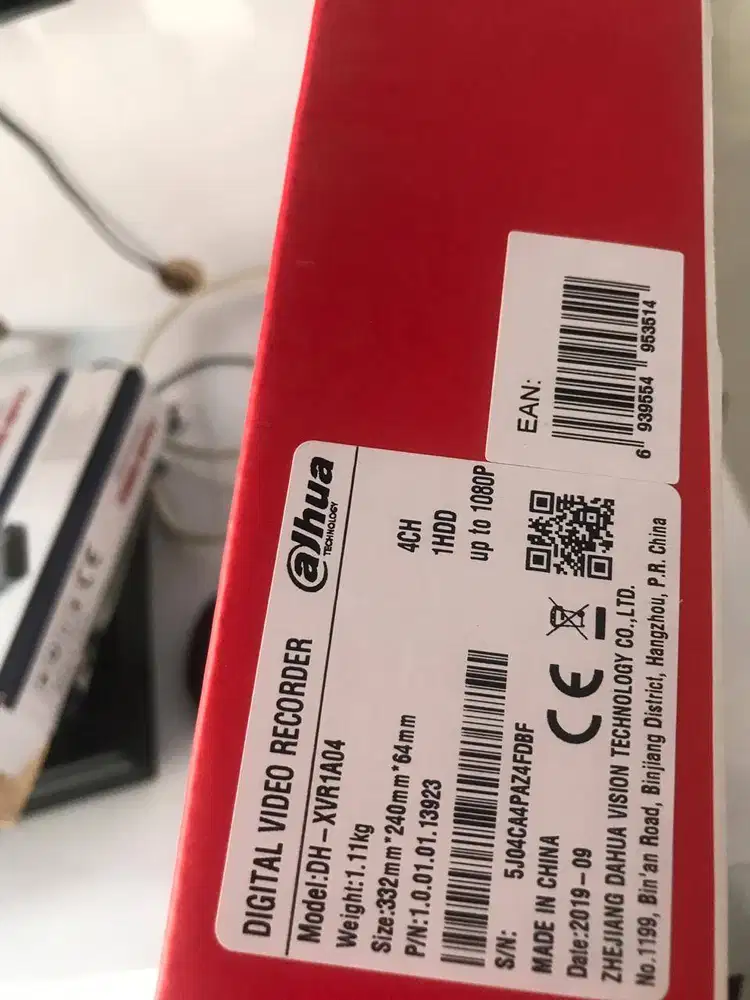 DIGITAL VIDEO RECORDER
alhua
TECHNOLOGY
Model:DH-XVR1A04
Weight:1.11kg
4CH
Size:332mm*240mm*64mm
1HDD
P/N:1.0.01.01.13923
up to 1080P
S/N: 5J04CA4PAZ4FDBF
MADE IN CHINA
Date:2019-09
CE
ZHEJIANG DAHUA VISION TECHNOLOGY CO.,LTD.
No.1199, Bin'an Road, Binjiang District, Hangzhou, P.R. China
EAN:
6 939554 953514